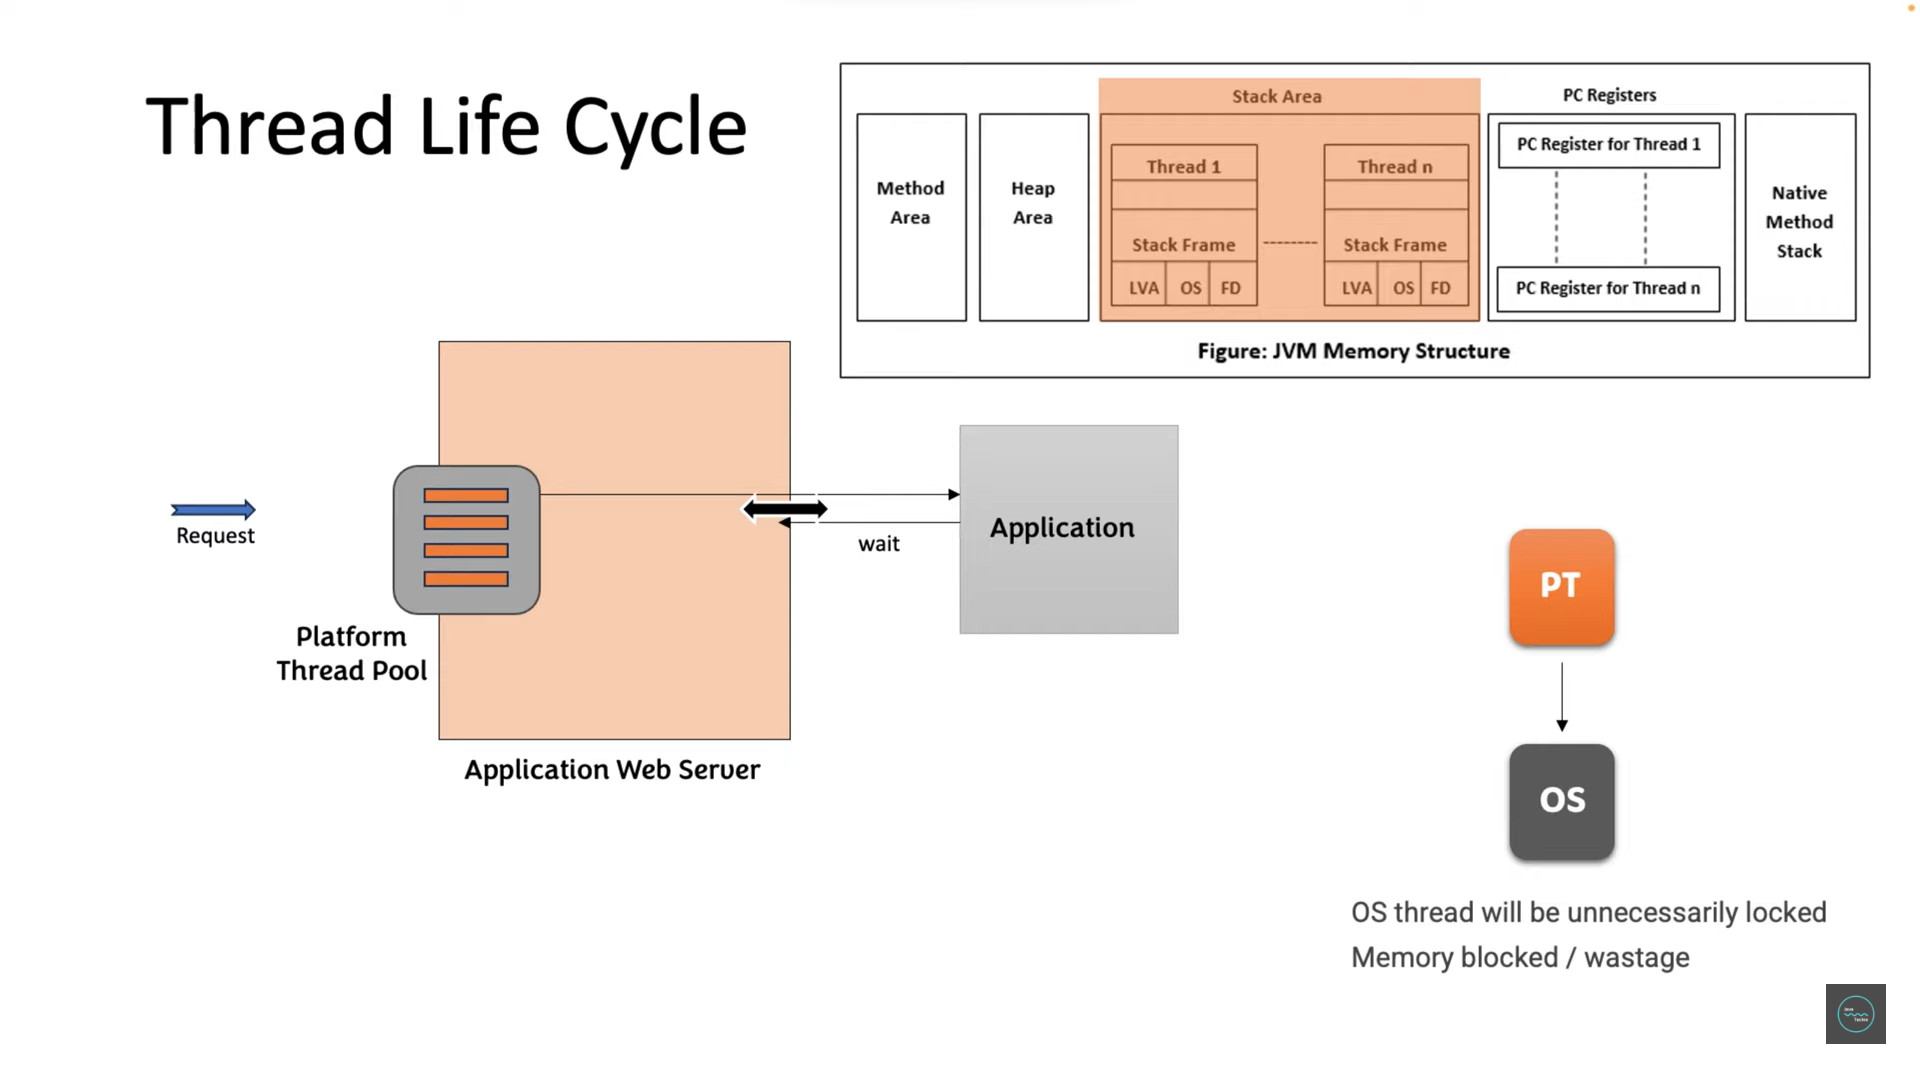 Thread Life Cycle
Stack Area
PC Registers
Method
Area
Heap
Area
Thread 1
Stack Frame
LVA OS FD
Thread n
Stack Frame
LVA OS FD
PC Register for Thread 1
PC Register for Thread n
Native
Method
Stack
Figure: JVM Memory Structure
Request
Platform
Thread Pool
wait
Application
Application Web Server
PT
OS
OS thread will be unnecessarily locked
Memory blocked / wastage
Java
Techie